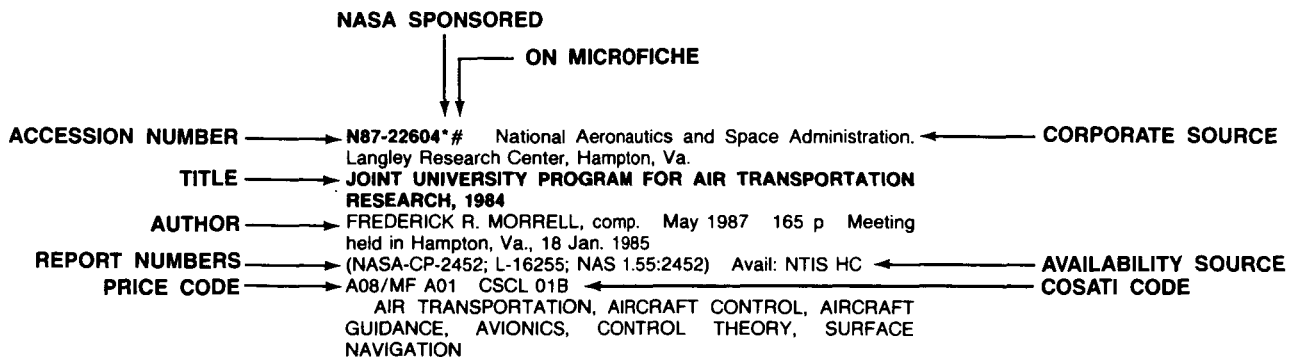 NASA SPONSORED
ON MICROFICHE
ACCESSION NUMBER N87-22604*# National Aeronautics and Space Administration. CORPORATE SOURCE
Langley Research Center, Hampton, Va.
TITLE JOINT UNIVERSITY PROGRAM FOR AIR TRANSPORTATION
RESEARCH, 1984
AUTHOR FREDERICK R. MORRELL, comp. May 1987 165 p Meeting
held in Hampton, Va., 18 Jan. 1985
REPORT NUMBERS (NASA-CP-2452; L-16255; NAS 1.55:2452) Avail: NTIS HC AVAILABILITY SOURCE
PRICE CODE A08/MF A01 CSCL 01B COSATI CODE
AIR TRANSPORTATION, AIRCRAFT CONTROL, AIRCRAFT
GUIDANCE, AVIONICS, CONTROL THEORY, SURFACE
NAVIGATION